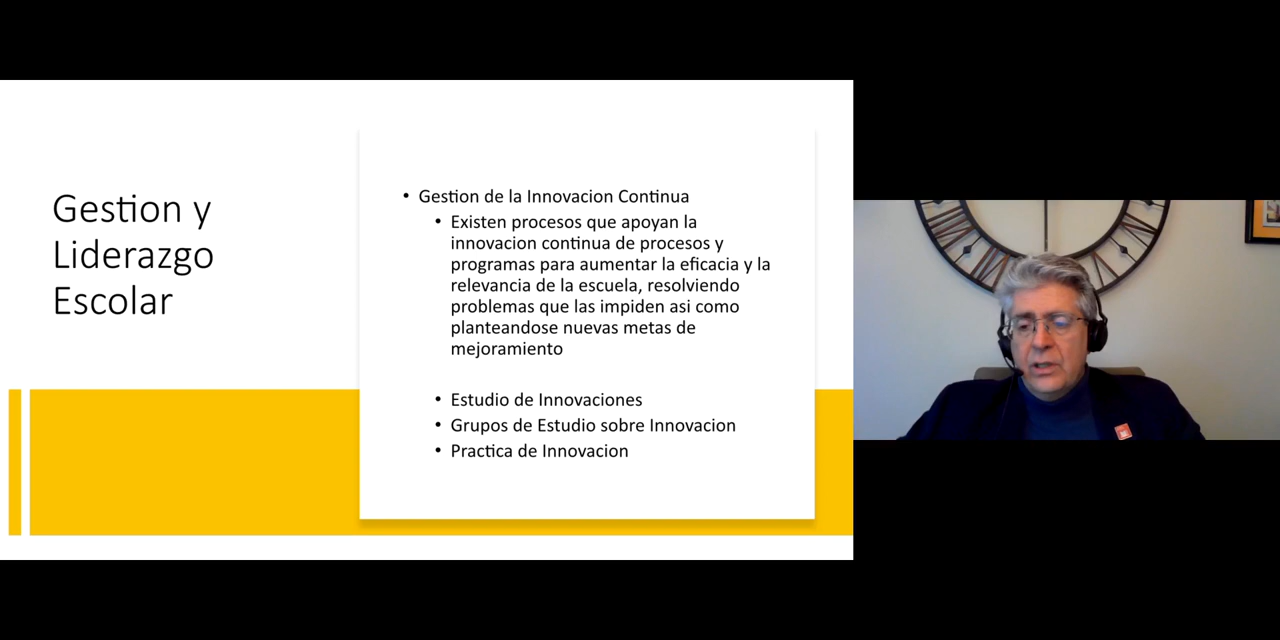 Gestion y
Liderazgo
Escolar
• Gestion de la Innovacion Continua
• Existen procesos que apoyan la
innovacion continua de procesos y
programas para aumentar la eficacia y la
relevancia de la escuela, resolviendo
problemas que las impiden asi como
planteandose nuevas metas de
mejoramiento
• Estudio de Innovaciones
• Grupos de Estudio sobre Innovacion
• Practica de Innovacion